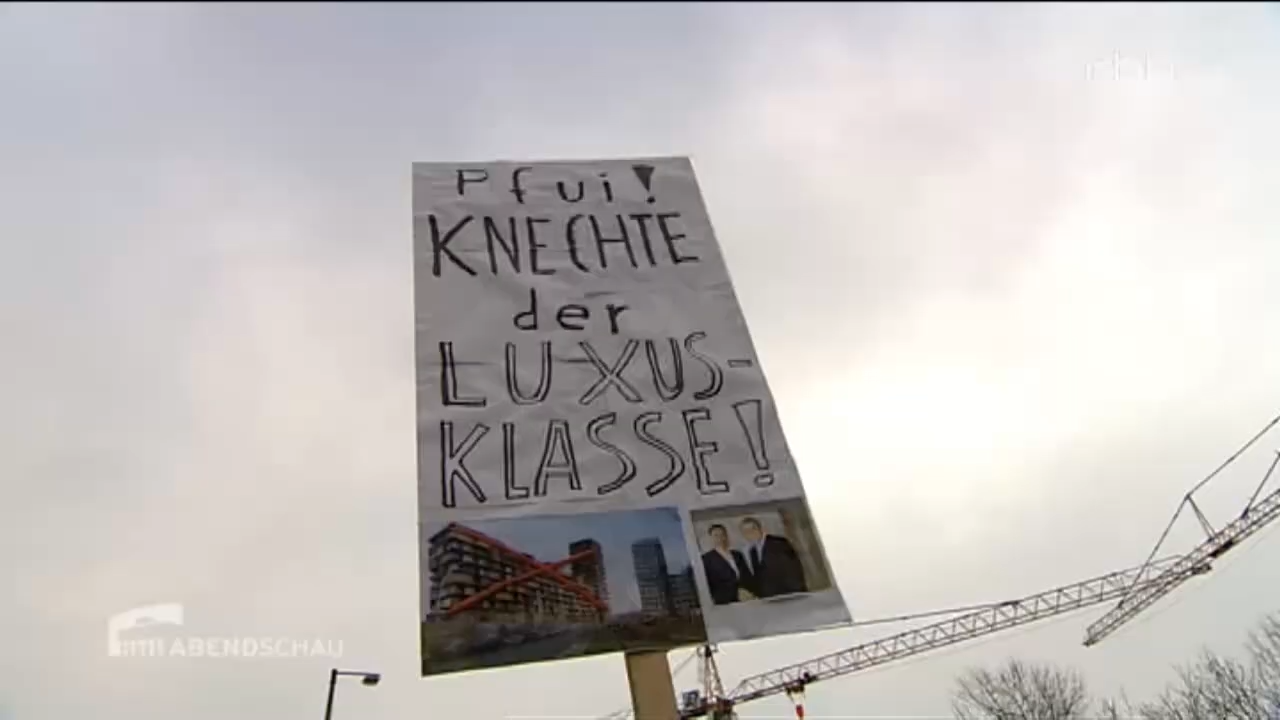 rbb
Pfui!
KNECHTE
der
LUXUS-
KLASSE!
ABENDSCHAU